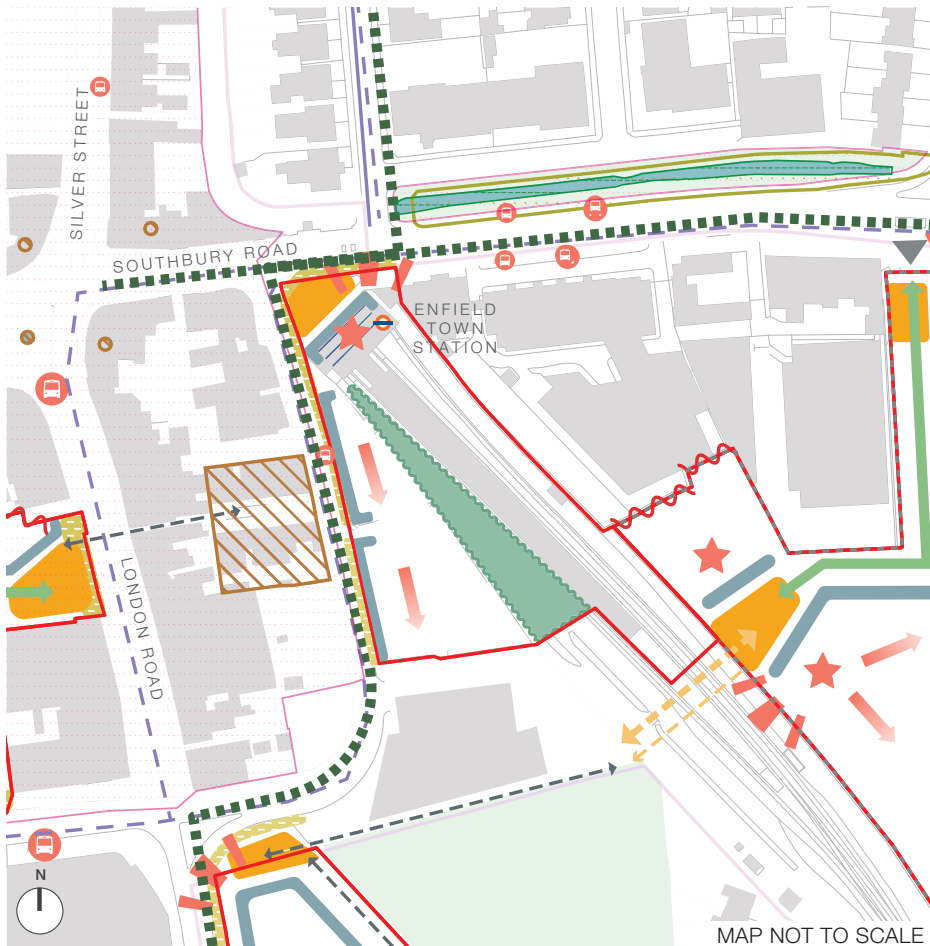 SILVER STREET
SOUTHBURY ROAD
ENFIELD
TOWN
STATION
LONDON ROAD
N
MAP NOT TO SCALE